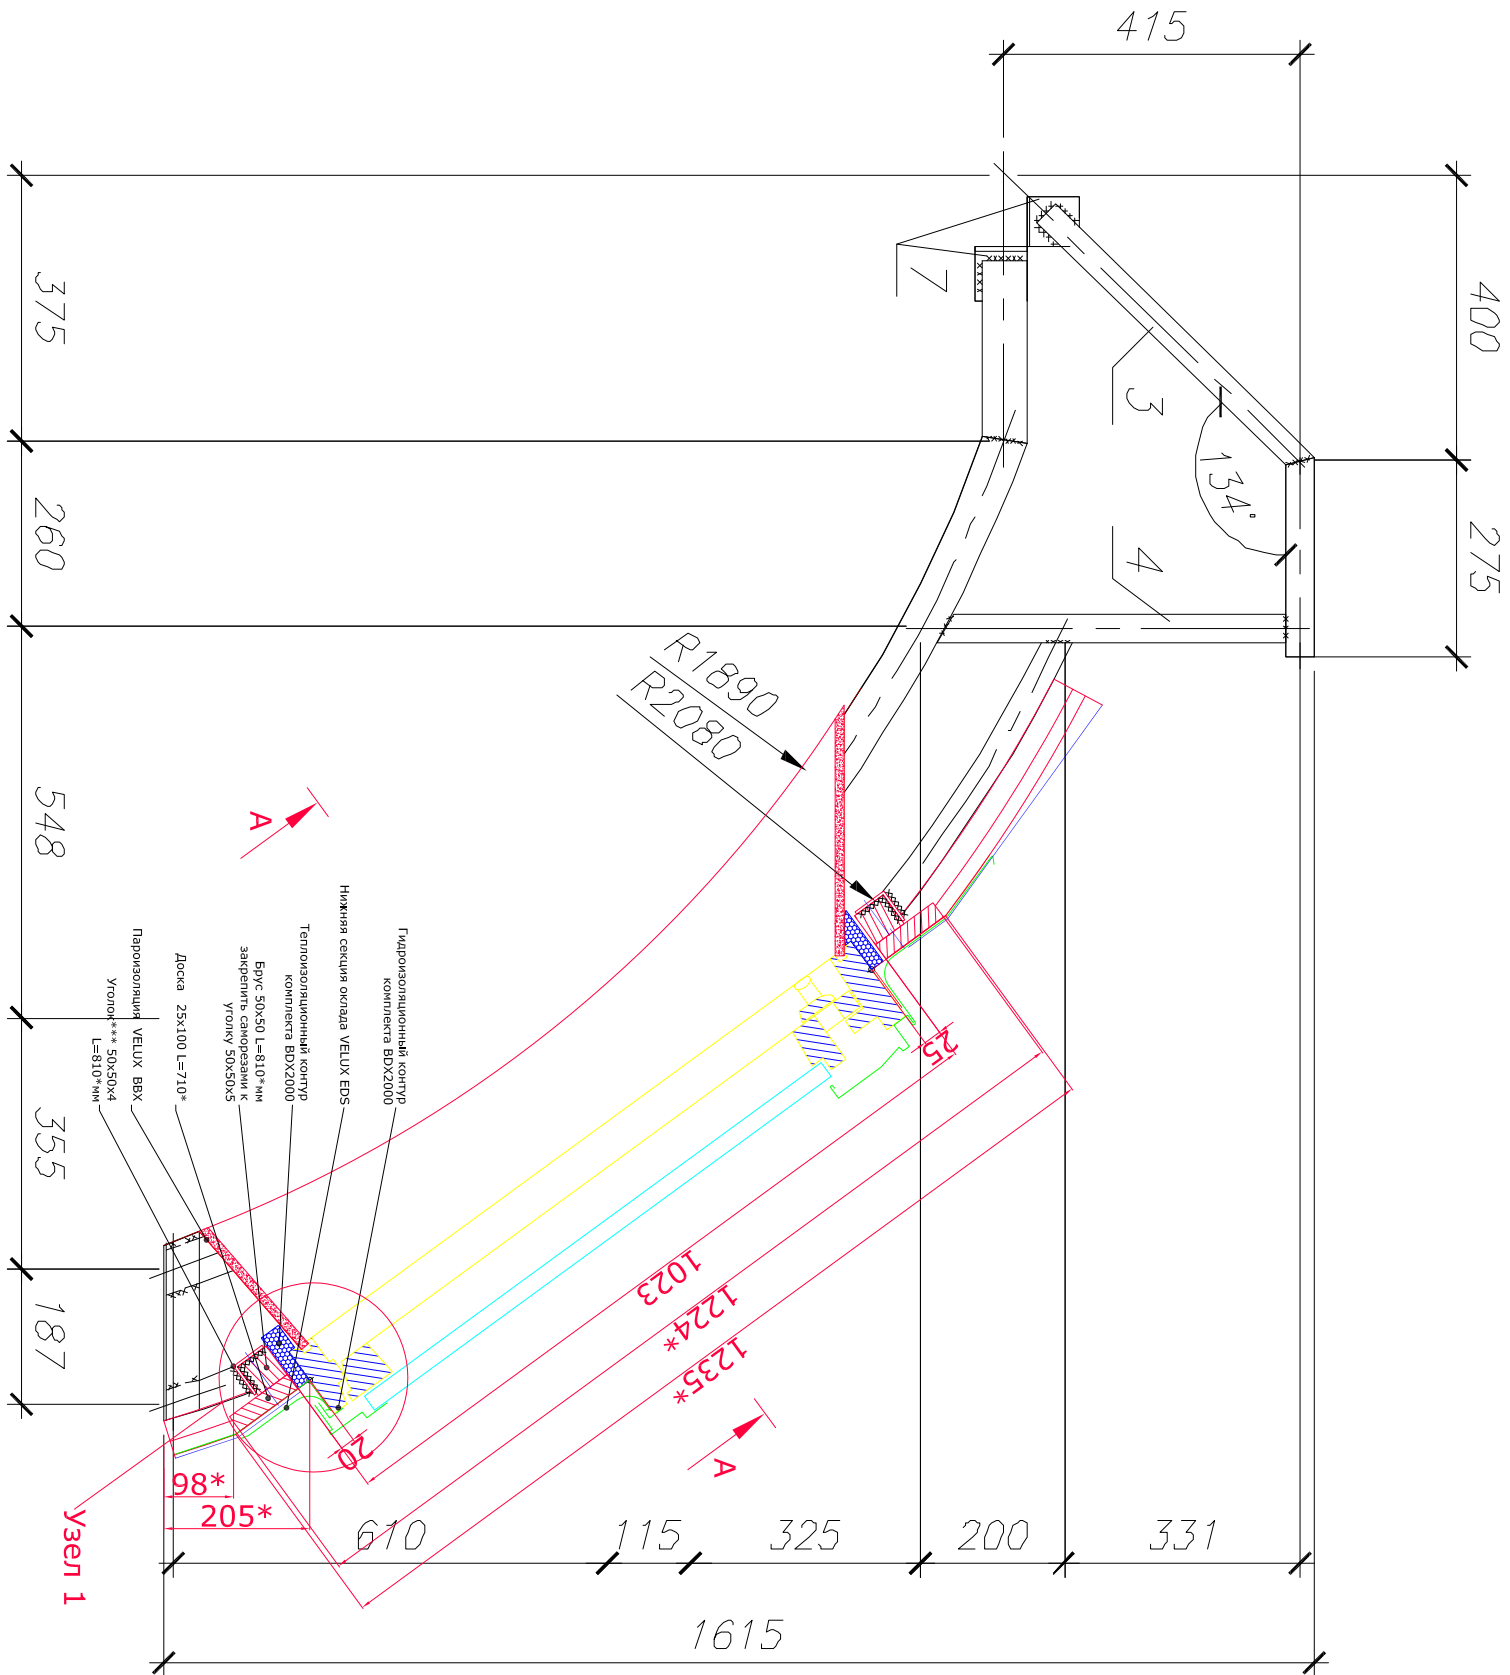 415
400
275
375
260
548
355
187
7
3
134°
4
R1890
R2080
А
Гидроизоляционный контур
комплекта BDX2000
Нижняя секция оклада VELUX EDS
Теплоизоляционный контур
комплекта BDX2000
Брус 50х50 L=810*мм
закрепить саморезами к
уголку 50х50х5
Доска 25х100 L=710*
Пароизоляция VELUX BBX
Уголок*** 50х50х4
L=810*мм
25
1023
1224*
1235*
А
20
98*
205*
Узел 1
610
115
325
200
331
1615